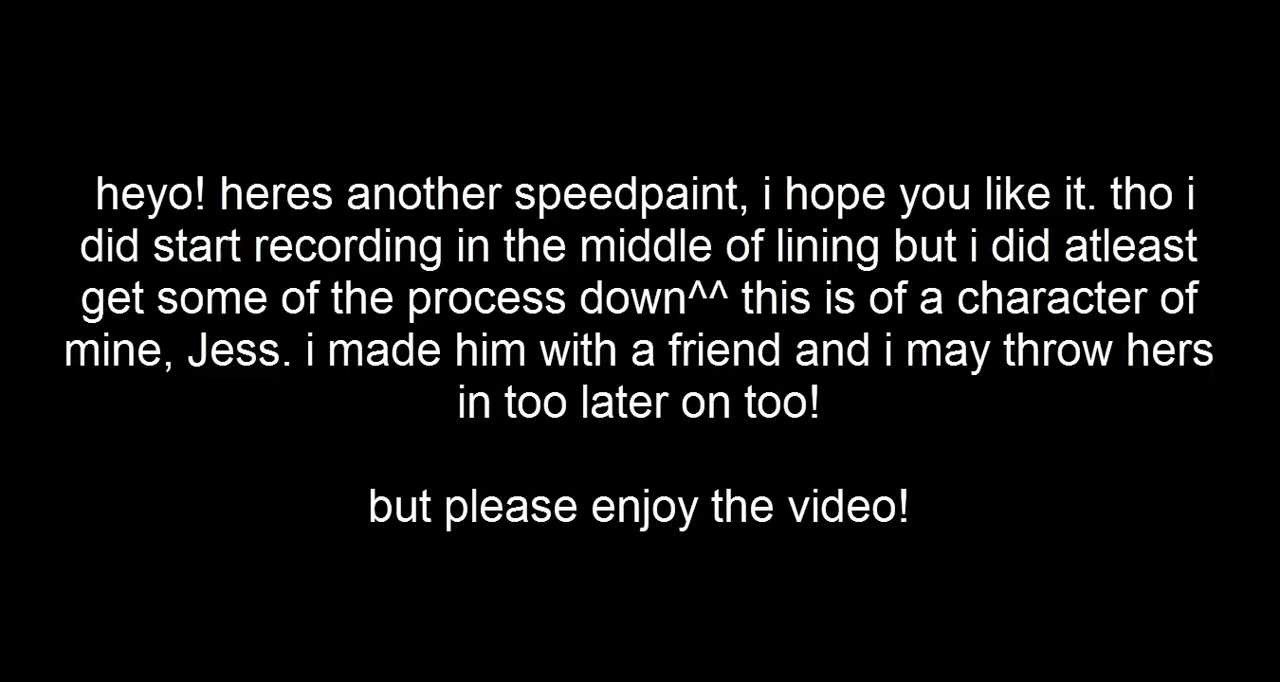 heyo! heres another speedpaint, i hope you like it. tho i
did start recording in the middle of lining but i did atleast
get some of the process down^^ this is of a character of
mine, Jess. i made him with a friend and i may throw hers
in too later on too!
but please enjoy the video!